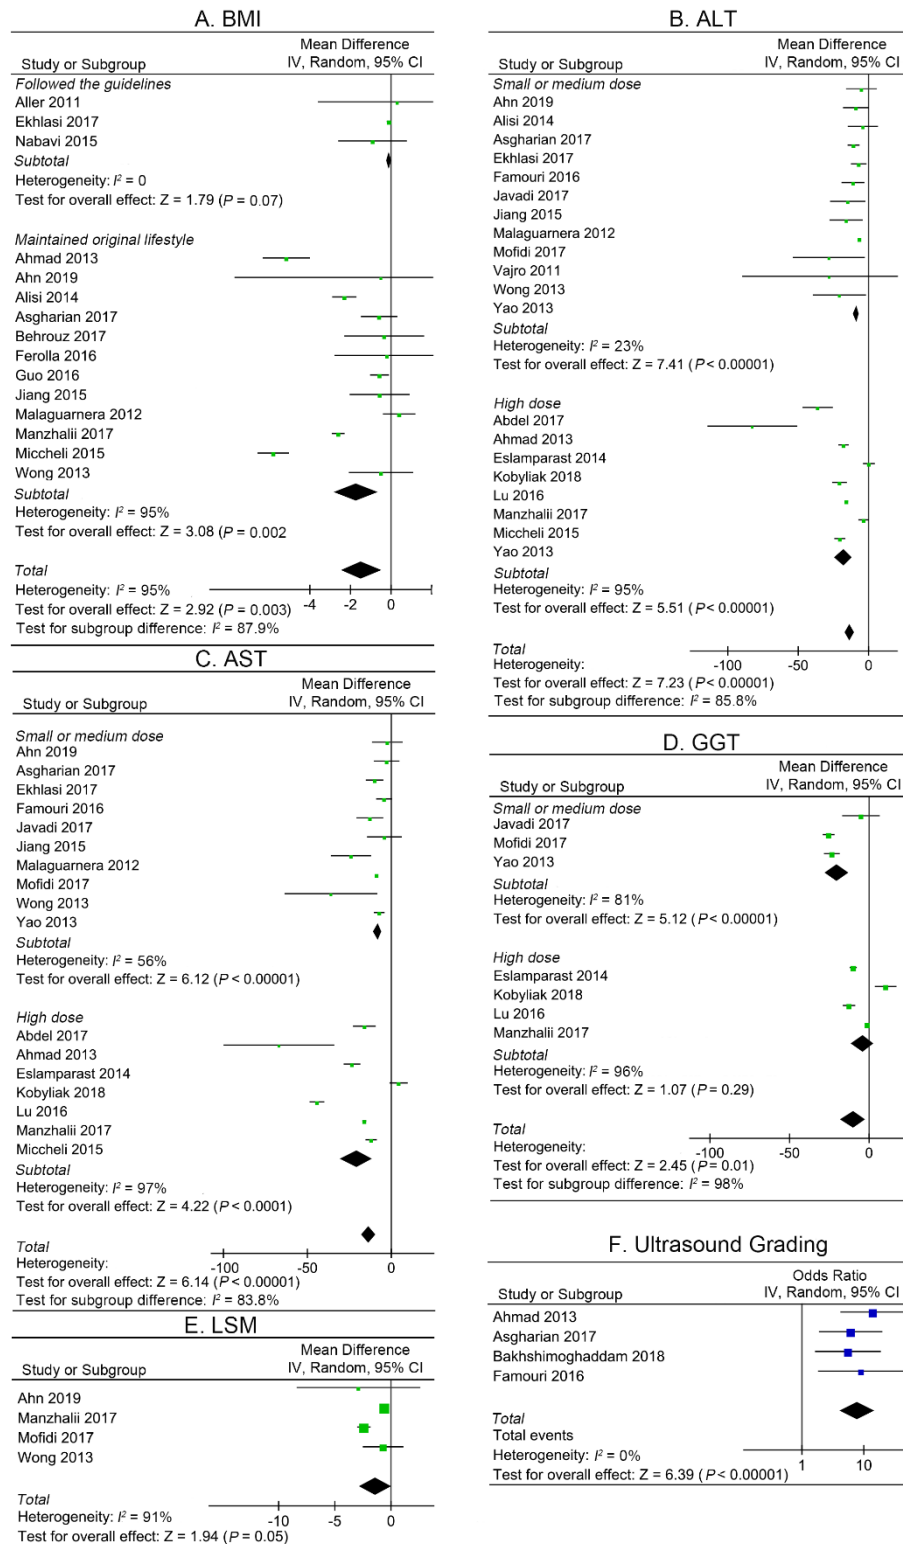 A. BMI
Mean Difference
Study or Subgroup IV, Random, 95% CI
Followed the guidelines
Aller 2011
Ekhlasi 2017
Nabavi 2015
Subtotal
Heterogeneity: I² = 0
Test for overall effect: Z = 1.79 (P = 0.07)
Maintained original lifestyle
Ahmad 2013
Ahn 2019
Alisi 2014
Asgharian 2017
Behrouz 2017
Ferolla 2016
Guo 2016
Jiang 2015
Malaguarnera 2012
Manzhalii 2017
Miccheli 2015
Wong 2013
Subtotal
Heterogeneity: I² = 95%
Test for overall effect: Z = 3.08 (P = 0.002
Total
Heterogeneity: I² = 95%
-4 -2 0
Test for overall effect: Z = 2.92 (P = 0.003)
Test for subgroup difference: I² = 87.9%
B. ALT
Mean Difference
Study or Subgroup IV, Random, 95% CI
Small or medium dose
Ahn 2019
Alisi 2014
Asgharian 2017
Ekhlasi 2017
Famouri 2016
Javadi 2017
Jiang 2015
Malaguarnera 2012
Mofidi 2017
Vajro 2011
Wong 2013
Yao 2013
Subtotal
Heterogeneity: I² = 23%
Test for overall effect: Z = 7.41 (P < 0.00001)
High dose
Abdel 2017
Ahmad 2013
Eslamparast 2014
Kobyliak 2018
Lu 2016
Manzhalii 2017
Miccheli 2015
Yao 2013
Subtotal
Heterogeneity: I² = 95%
Test for overall effect: Z = 5.51 (P < 0.00001)
Total
Heterogeneity:
-100 -50 0
Test for overall effect: Z = 7.23 (P < 0.00001)
Test for subgroup difference: I² = 85.8%
C. AST
Mean Difference
Study or Subgroup IV, Random, 95% CI
Small or medium dose
Ahn 2019
Asgharian 2017
Ekhlasi 2017
Famouri 2016
Javadi 2017
Jiang 2015
Malaguarnera 2012
Mofidi 2017
Wong 2013
Yao 2013
Subtotal
Heterogeneity: I² = 56%
Test for overall effect: Z = 6.12 (P < 0.00001)
High dose
Abdel 2017
Ahmad 2013
Eslamparast 2014
Kobyliak 2018
Lu 2016
Manzhalii 2017
Miccheli 2015
Subtotal
Heterogeneity: I² = 97%
Test for overall effect: Z = 4.22 (P < 0.0001)
Total
Heterogeneity:
-100 -50 0
Test for overall effect: Z = 6.14 (P < 0.00001)
Test for subgroup difference: I² = 83.8%
D. GGT
Mean Difference
Study or Subgroup IV, Random, 95% CI
Small or medium dose
Javadi 2017
Mofidi 2017
Yao 2013
Subtotal
Heterogeneity: I² = 81%
Test for overall effect: Z = 5.12 (P < 0.00001)
High dose
Eslamparast 2014
Kobyliak 2018
Lu 2016
Manzhalii 2017
Subtotal
Heterogeneity: I² = 96%
Test for overall effect: Z = 1.07 (P = 0.29)
Total
Heterogeneity:
-100 -50 0
Test for overall effect: Z = 2.45 (P = 0.01)
Test for subgroup difference: I² = 98%
E. LSM
Mean Difference
Study or Subgroup IV, Random, 95% CI
Ahn 2019
Manzhalii 2017
Mofidi 2017
Wong 2013
Total
Heterogeneity: I² = 91%
-10 -5 0
Test for overall effect: Z = 1.94 (P = 0.05)
F. Ultrasound Grading
Odds Ratio
Study or Subgroup IV, Random, 95% CI
Ahmad 2013
Asgharian 2017
Bakhshimoghaddam 2018
Famouri 2016
Total
Total events
Heterogeneity: I² = 0%
1 10
Test for overall effect: Z = 6.39 (P < 0.00001)